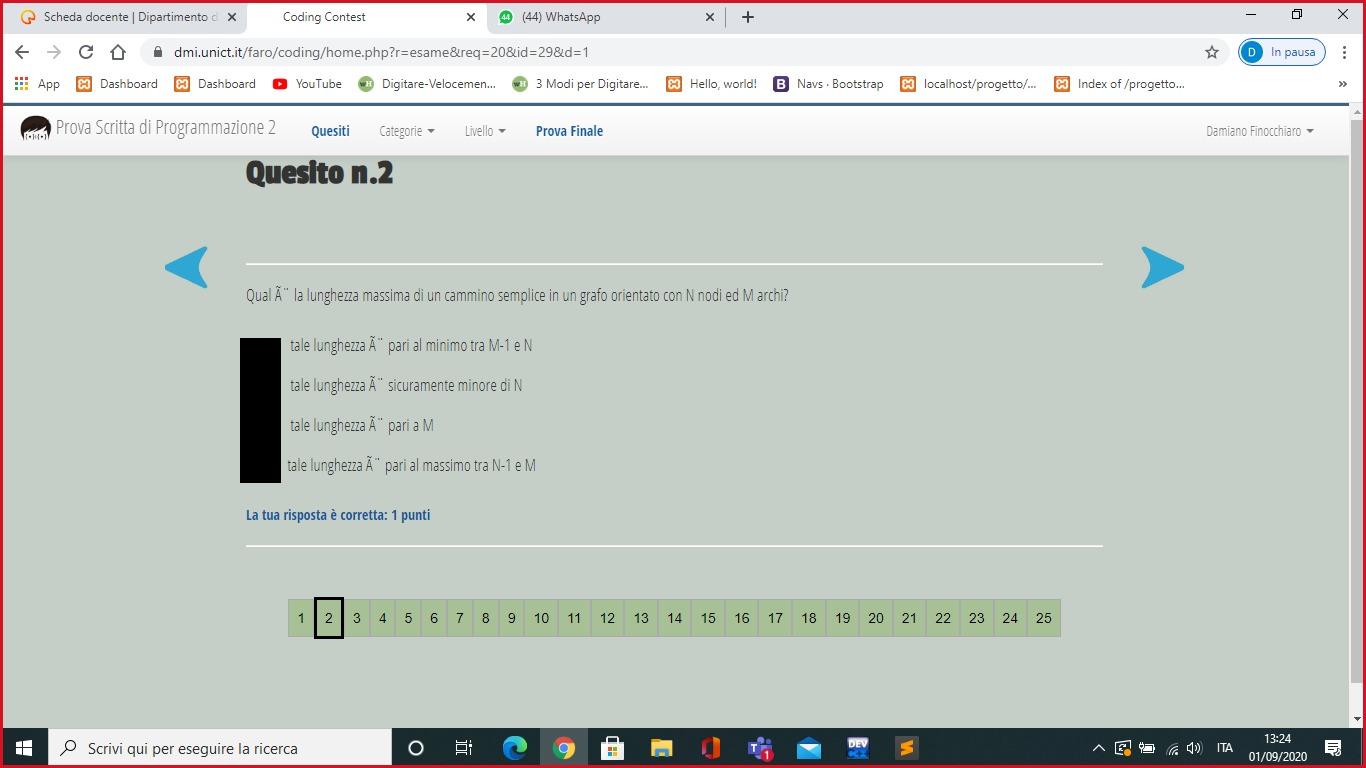 Scheda docente | Dipartimento d
Coding Contest
44
(44) WhatsApp
dmi.unict.it/faro/coding/home.php?r=esame&req=20&id=29&d=1
D
In pausa
App
Dashboard
Dashboard
YouTube
Digitare-Velocemen...
3 Modi per Digitare...
Hello, world!
B
Navs · Bootstrap
localhost/progetto/...
Index of /progetto...
»
Prova Scritta di Programmazione 2
Quesiti
Categorie
Livello
Prova Finale
Damiano Finocchiaro
Quesito n.2
Qual Ã¨ la lunghezza massima di un cammino semplice in un grafo orientato con N nodi ed M archi?
tale lunghezza Ã¨ pari al minimo tra M-1 e N
tale lunghezza Ã¨ sicuramente minore di N
tale lunghezza Ã¨ pari a M
tale lunghezza Ã¨ pari al massimo tra N-1 e M
La tua risposta è corretta: 1 punti
1 2 3 4 5 6 7 8 9 10 11 12 13 14 15 16 17 18 19 20 21 22 23 24 25
Scrivi qui per eseguire la ricerca
1
DEV
ITA
13:24
01/09/2020